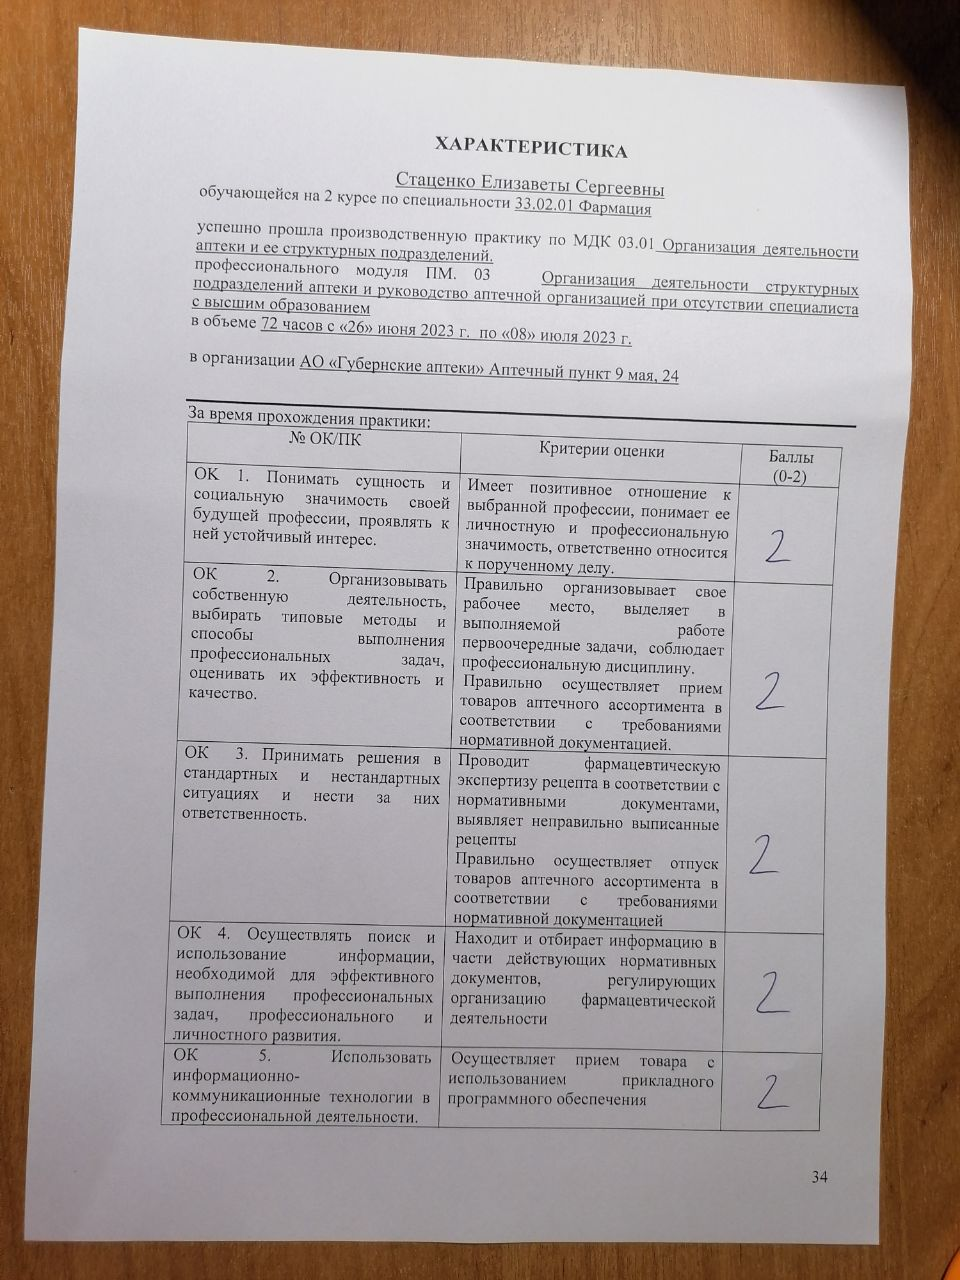 ХАРАКТЕРИСТИКА
Стаценко Елизаветы Сергеевны
обучающейся на 2 курсе по специальности 33.02.01 Фармация
успешно прошла производственную практику по МДК 03.01 Организация деятельности
аптеки и ее структурных подразделений.
профессионального модуля ПМ. 03 Организация деятельности структурных
подразделений аптеки и руководство аптечной организацией при отсутствии специалиста
с высшим образованием
в объеме 72 часов с «26» июня 2023 г. по «08» июля 2023 г.
в организации АО «Губернские аптеки» Аптечный пункт 9 мая, 24
За время прохождения практики:
№ ОК/ПК
Критерии оценки
Баллы
(0-2)
ОК 1. Понимать сущность и
социальную значимость своей
будущей профессии, проявлять к
ней устойчивый интерес.
Имеет позитивное отношение к
выбранной профессии, понимает ее
личностную и профессиональную
значимость, ответственно относится
к порученному делу.
2
ОК 2. Организовывать
собственную деятельность,
выбирать типовые методы и
способы выполнения
профессиональных задач,
оценивать их эффективность и
качество.
Правильно организовывает свое
рабочее место, выделяет в
выполняемой работе
первоочередные задачи, соблюдает
профессиональную дисциплину.
Правильно осуществляет прием
товаров аптечного ассортимента в
соответствии с требованиями
нормативной документацией.
2
ОК 3. Принимать решения в
стандартных и нестандартных
ситуациях и нести за них
ответственность.
Проводит фармацевтическую
экспертизу рецепта в соответствии с
нормативными документами,
выявляет неправильно выписанные
рецепты
Правильно осуществляет отпуск
товаров аптечного ассортимента в
соответствии с требованиями
нормативной документацией
2
ОК 4. Осуществлять поиск и
использование информации,
необходимой для эффективного
выполнения профессиональных
задач, профессионального и
личностного развития.
Находит и отбирает информацию в
части действующих нормативных
документов, регулирующих
организацию фармацевтической
деятельности
2
ОК 5. Использовать
информационно-
коммуникационные технологии в
профессиональной деятельности.
Осуществляет прием товара с
использованием прикладного
программного обеспечения
2
34